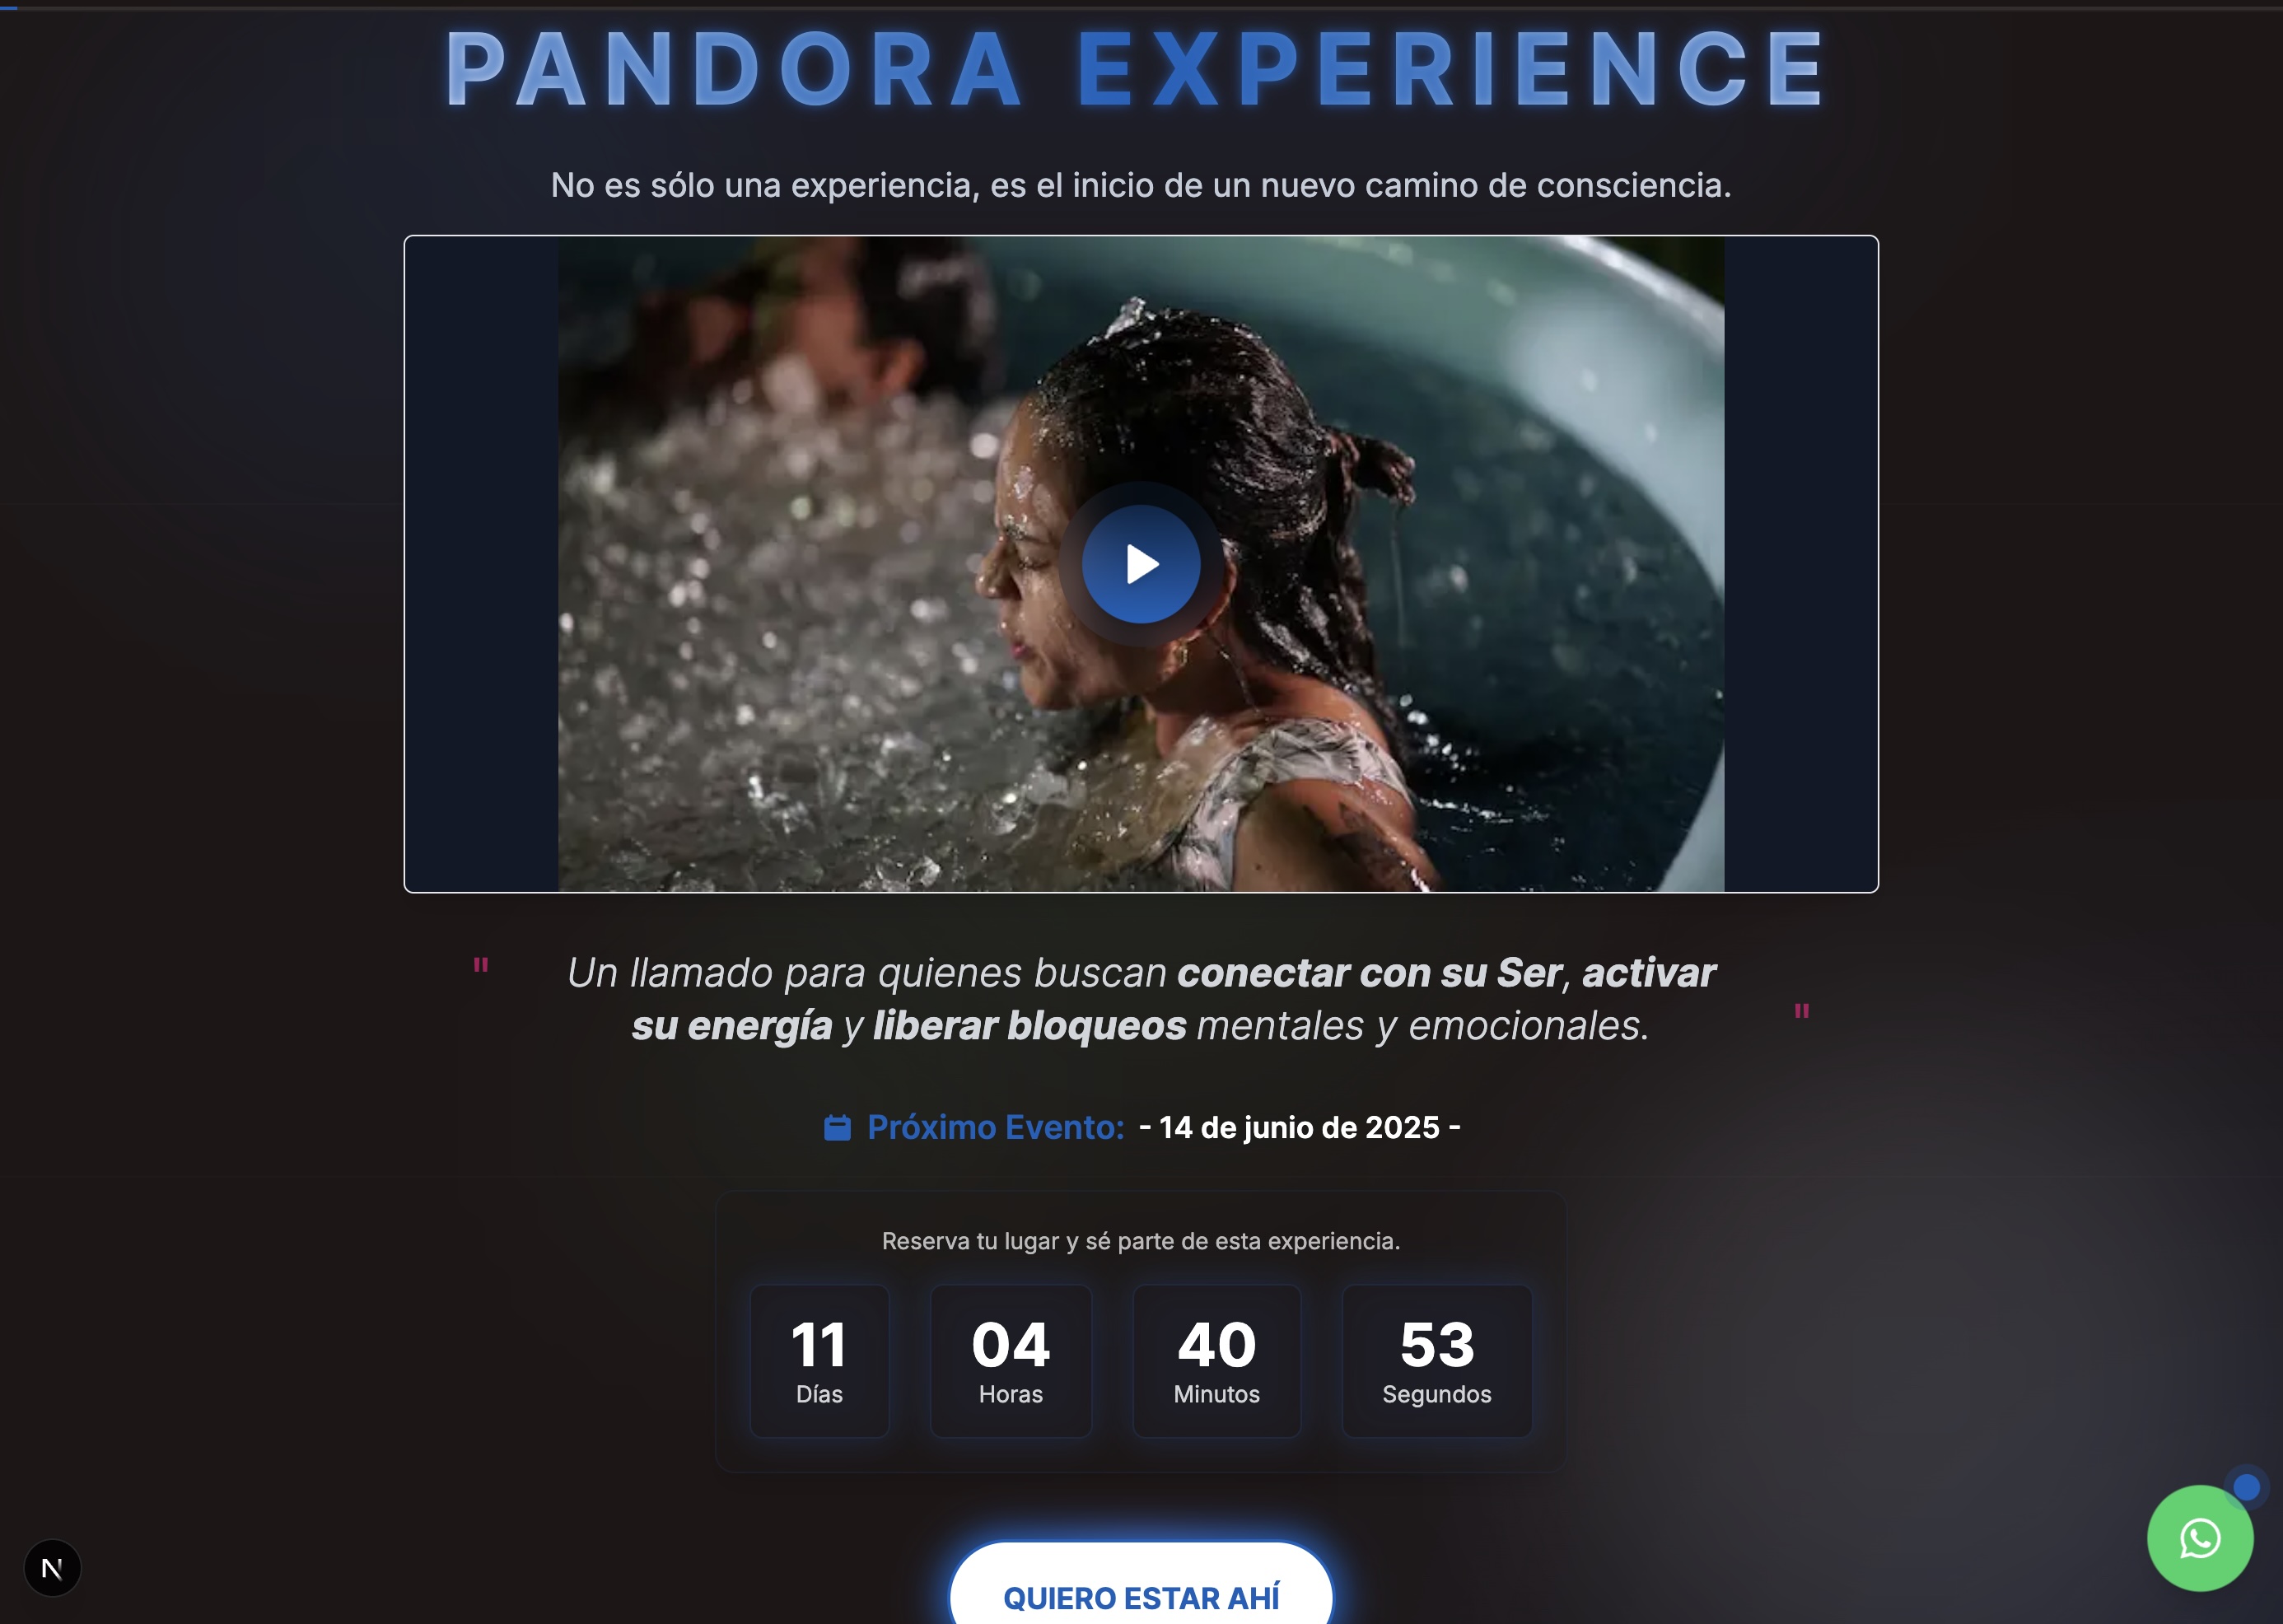 PANDORA EXPERIENCE
No es sólo una experiencia, es el inicio de un nuevo camino de consciencia.
" Un llamado para quienes buscan conectar con su Ser, activar
su energía y liberar bloqueos mentales y emocionales. "
Próximo Evento: - 14 de junio de 2025 -
Reserva tu lugar y sé parte de esta experiencia.
11 04 40 53
Días Horas Minutos Segundos
N
QUIERO ESTAR AHÍ